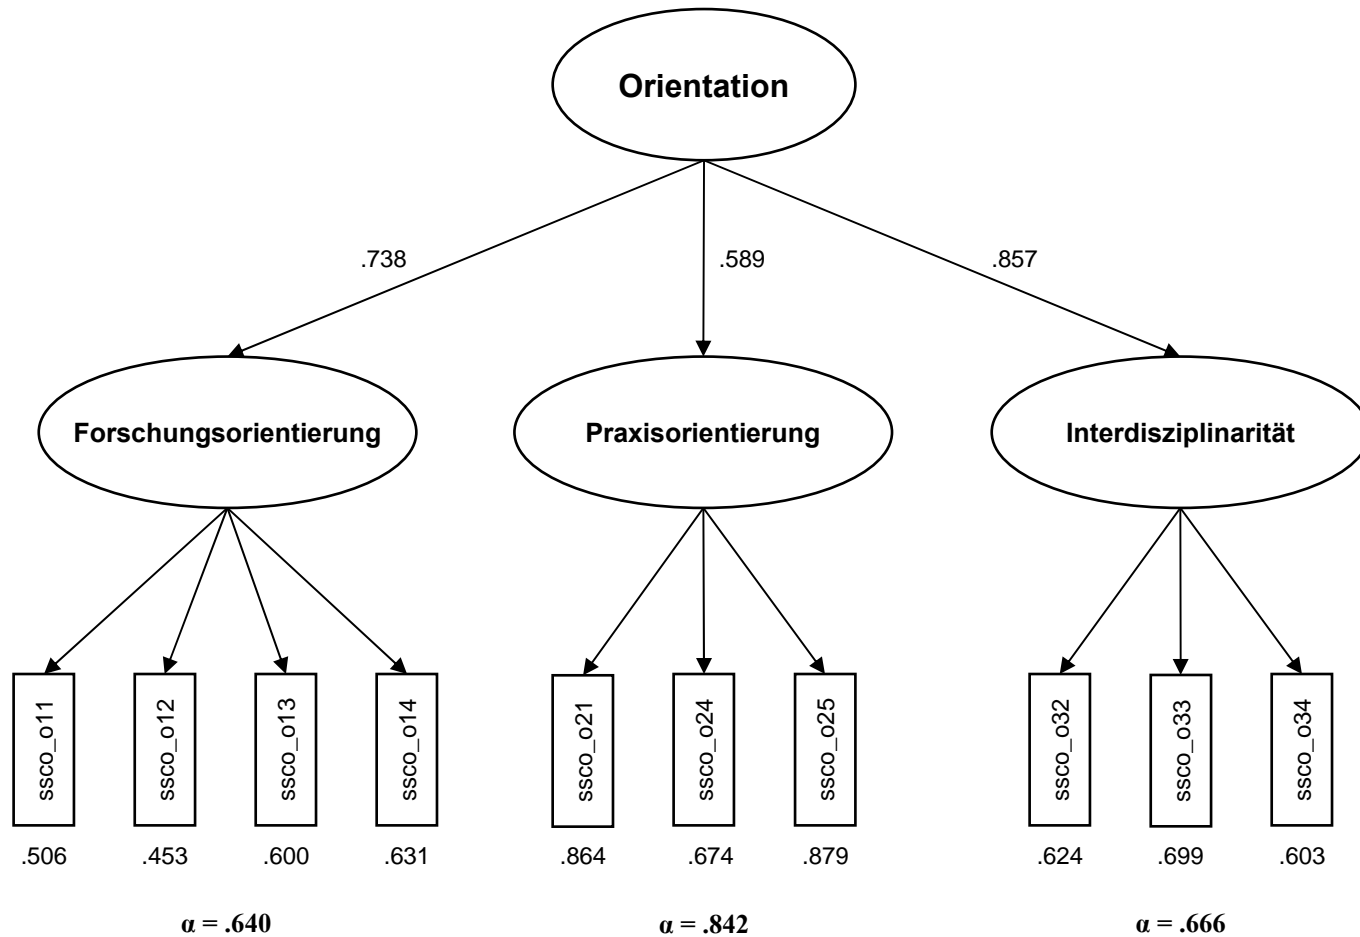 Orientation
.738 .589 .857
Forschungsorientierung Praxisorientierung Interdisziplinarität
ssco_o11 ssco_o12 ssco_o13 ssco_o14 ssco_o21 ssco_o24 ssco_o25 ssco_o32 ssco_o33 ssco_o34
.506 .453 .600 .631 .864 .674 .879 .624 .699 .603
α = .640 α = .842 α = .666